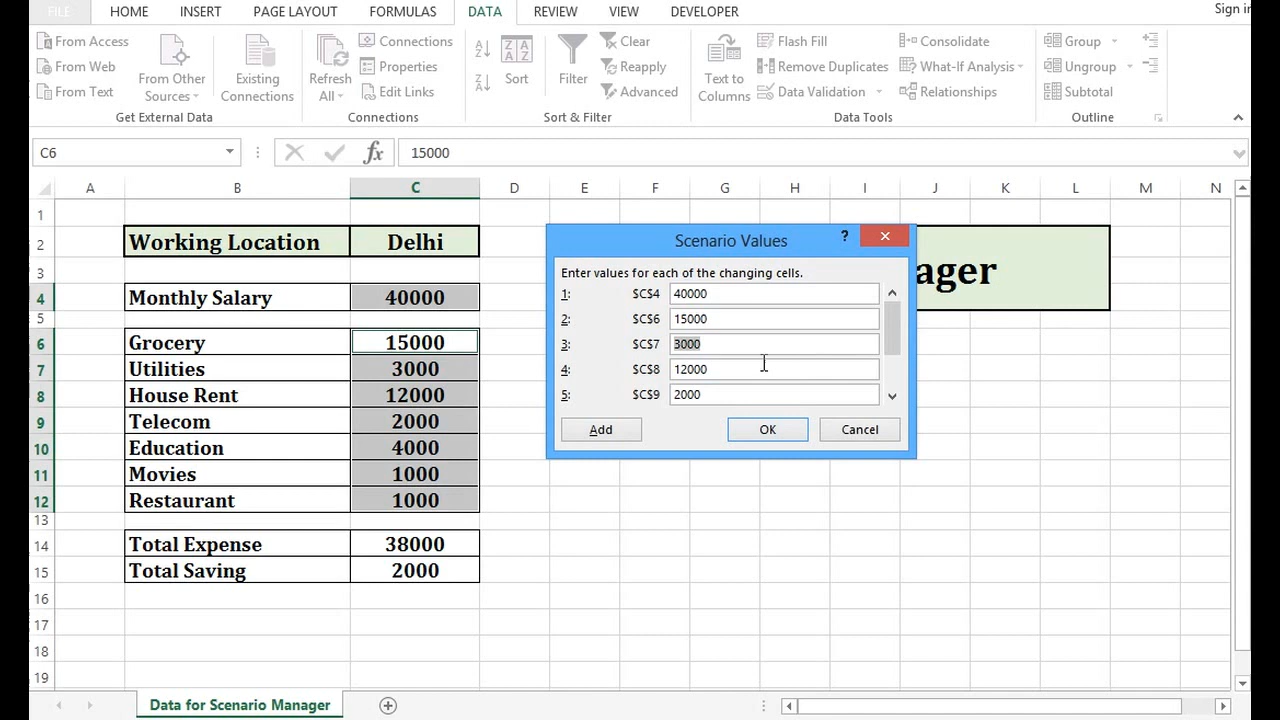 FILE HOME INSERT PAGE LAYOUT FORMULAS DATA REVIEW VIEW DEVELOPER Sign in
From Access
From Web
From Text
From Other
Sources
Existing
Connections
Get External Data
Refresh
All
Connections
Properties
Edit Links
Connections
A Z
Z A
Z A
A Z
Sort
Filter
Clear
Reapply
Advanced
Sort & Filter
Text to
Columns
Flash Fill
Remove Duplicates
Data Validation
Consolidate
What-If Analysis
Relationships
Data Tools
Group
Ungroup
Subtotal
Outline
C6 fx 15000
A B C D E F G H I J K L M N
1
2 Working Location Delhi
3
4 Monthly Salary 40000
5
6 Grocery 15000
7 Utilities 3000
8 House Rent 12000
9 Telecom 2000
10 Education 4000
11 Movies 1000
12 Restaurant 1000
13
14 Total Expense 38000
15 Total Saving 2000
16
17
18
19
ager
Scenario Values ?
Enter values for each of the changing cells.
1: $C$4 40000
2: $C$6 15000
3: $C$7 3000
4: $C$8 12000
5: $C$9 2000
Add OK Cancel
Data for Scenario Manager